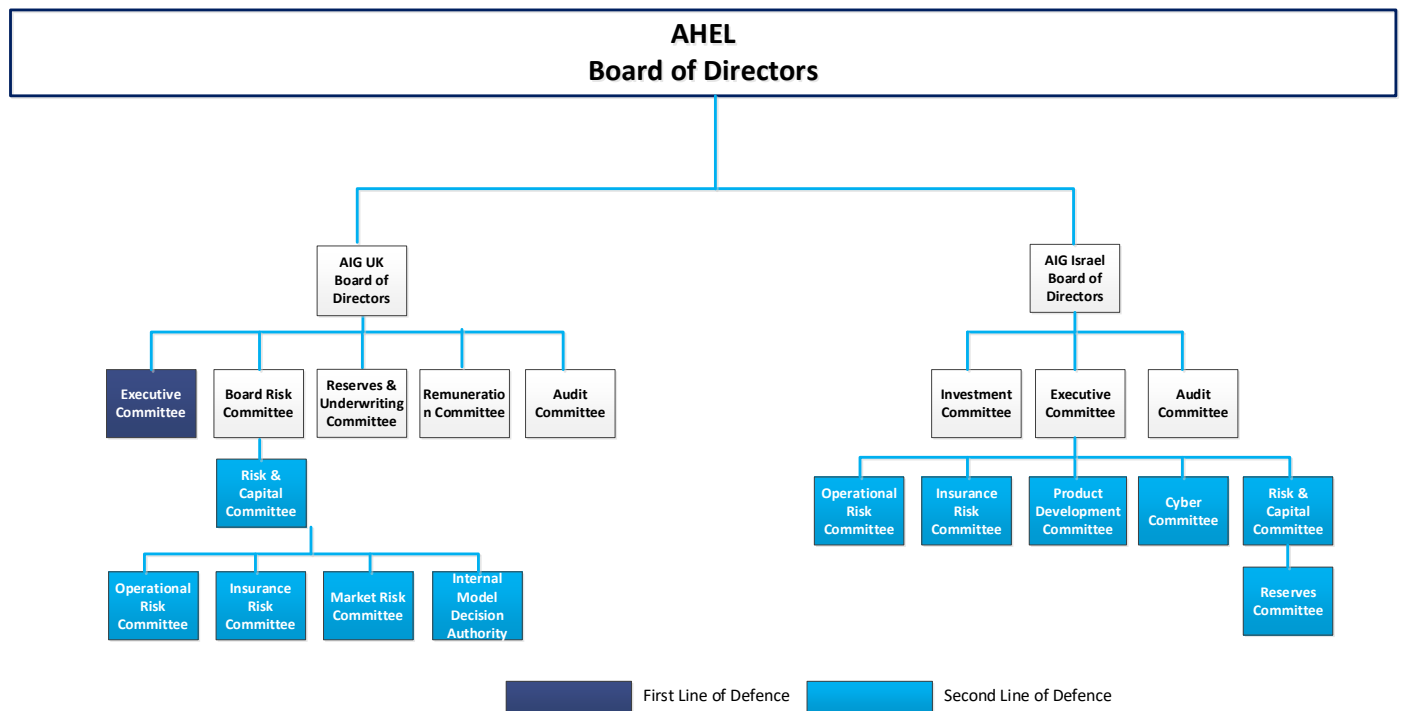 AHEL
Board of Directors
AIG UK
Board of
Directors
AIG Israel
Board of
Directors
Executive
Committee
Board Risk
Committee
Reserves &
Underwriting
Committee
Remuneratio
n Committee
Audit
Committee
Investment
Committee
Executive
Committee
Audit
Committee
Risk &
Capital
Committee
Operational
Risk
Committee
Insurance
Risk
Committee
Product
Development
Committee
Cyber
Committee
Risk &
Capital
Committee
Operational
Risk
Committee
Insurance
Risk
Committee
Market Risk
Committee
Internal
Model
Decision
Authority
Reserves
Committee
First Line of Defence
Second Line of Defence